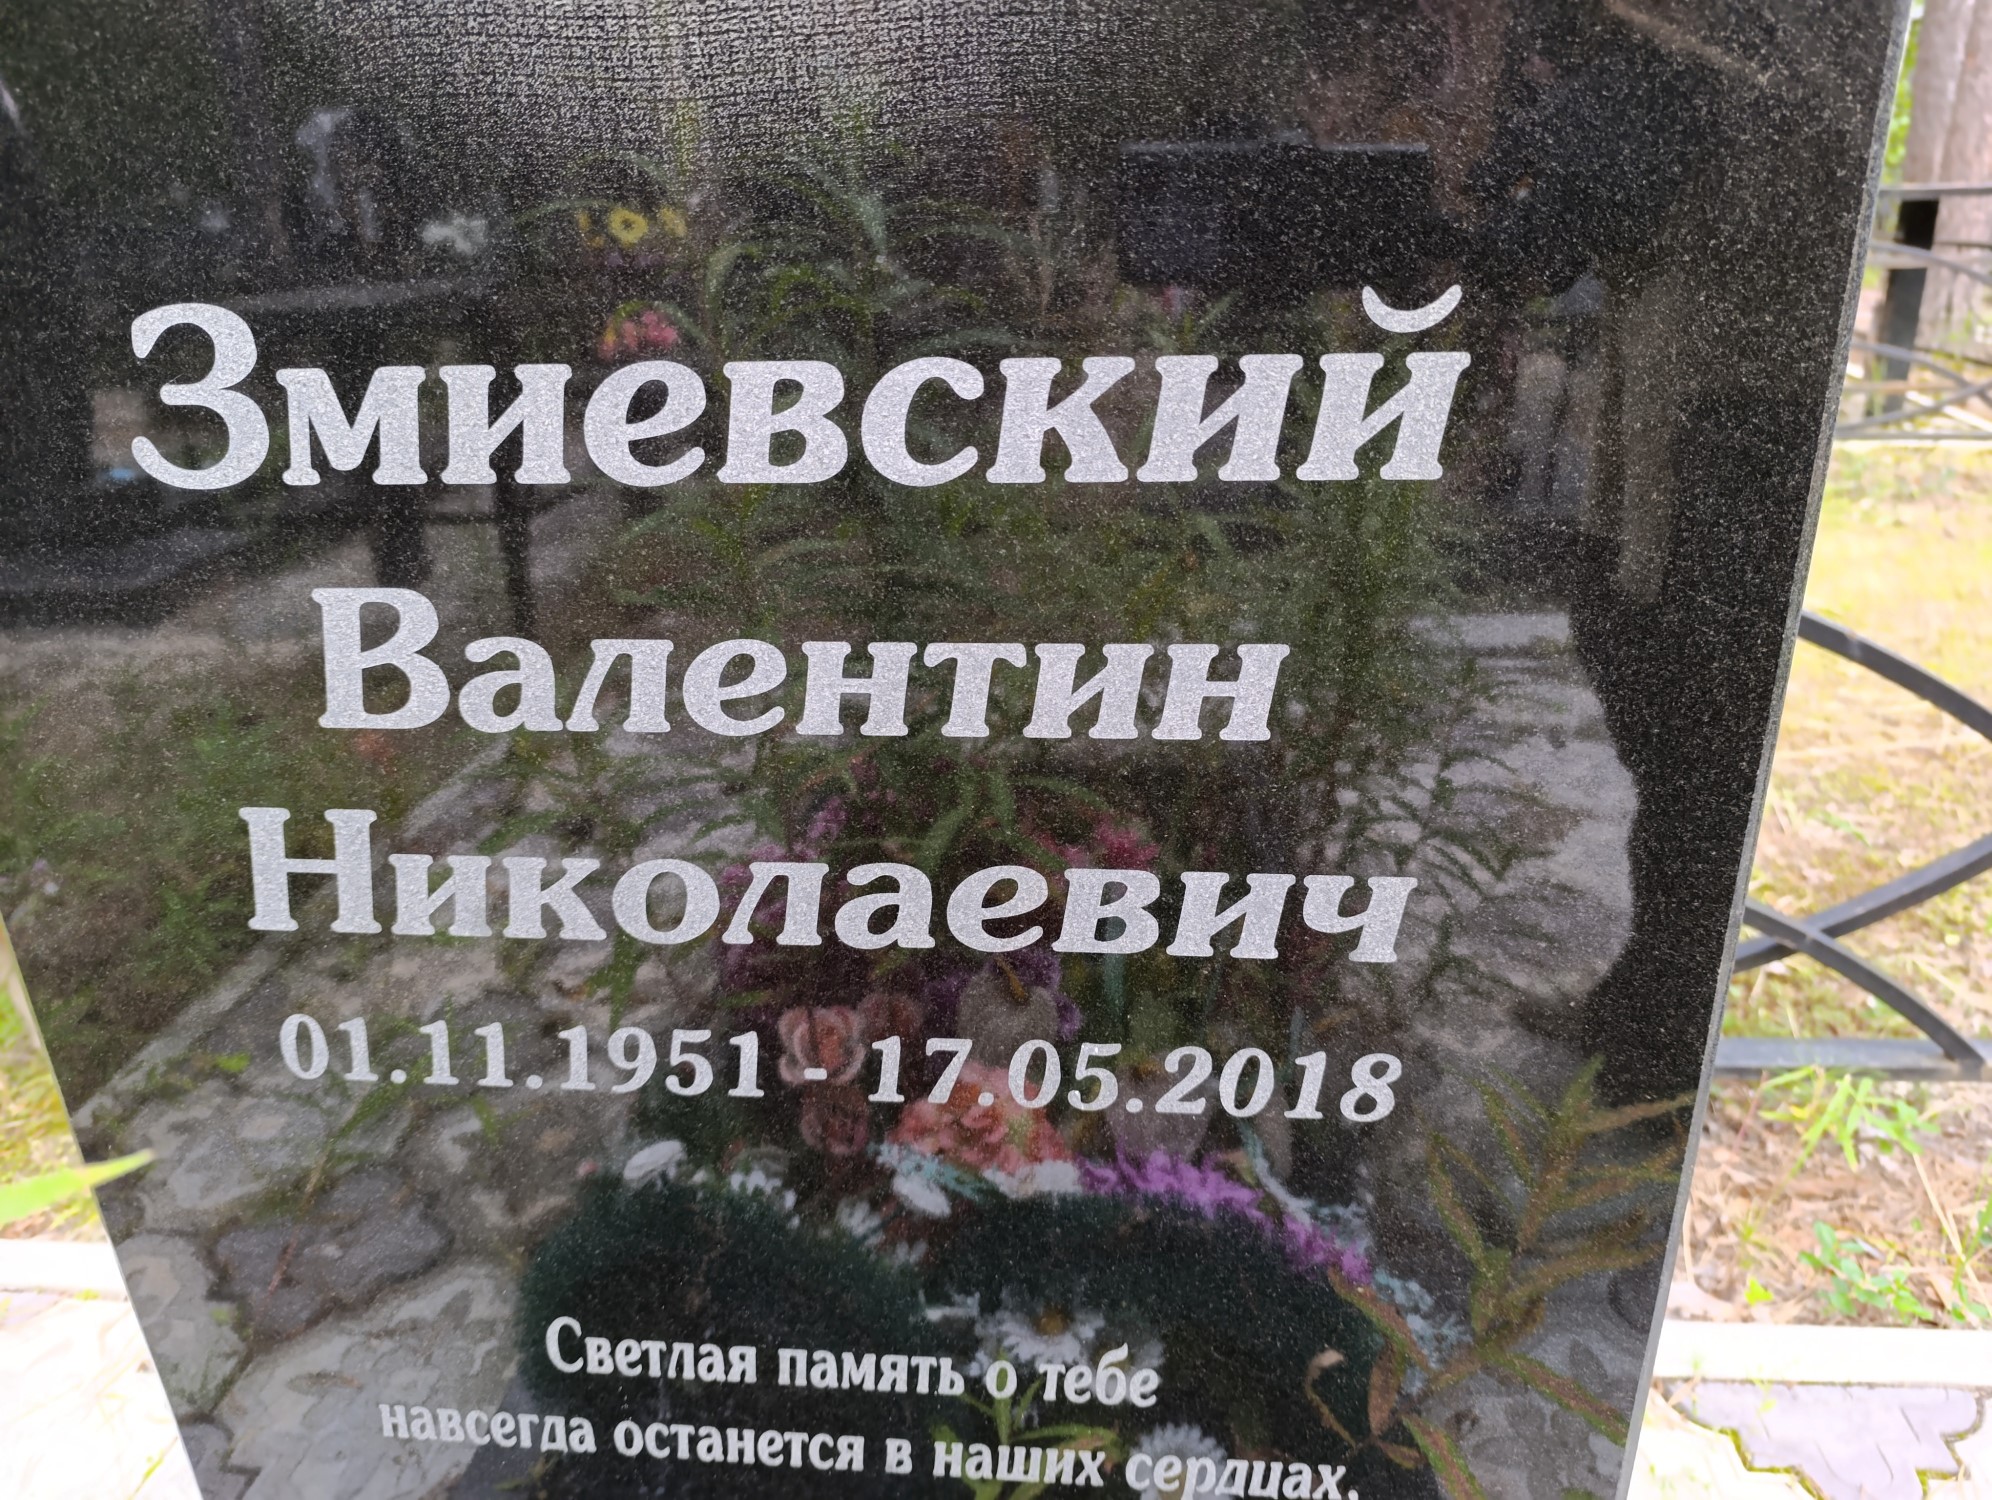 Змиевский
Валентин
Николаевич
01.11.1951 - 17.05.2018
Светлая память о тебе
навсегда останется в наших сердцах.